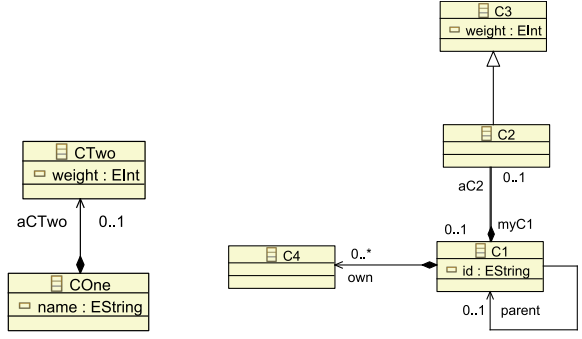 C3
weight : EInt
C2
aC2
0..1
myC1
0..1
C1
id : EString
0..1
parent
C4
0..*
own
CTwo
weight : EInt
aCTwo
0..1
COne
name : EString